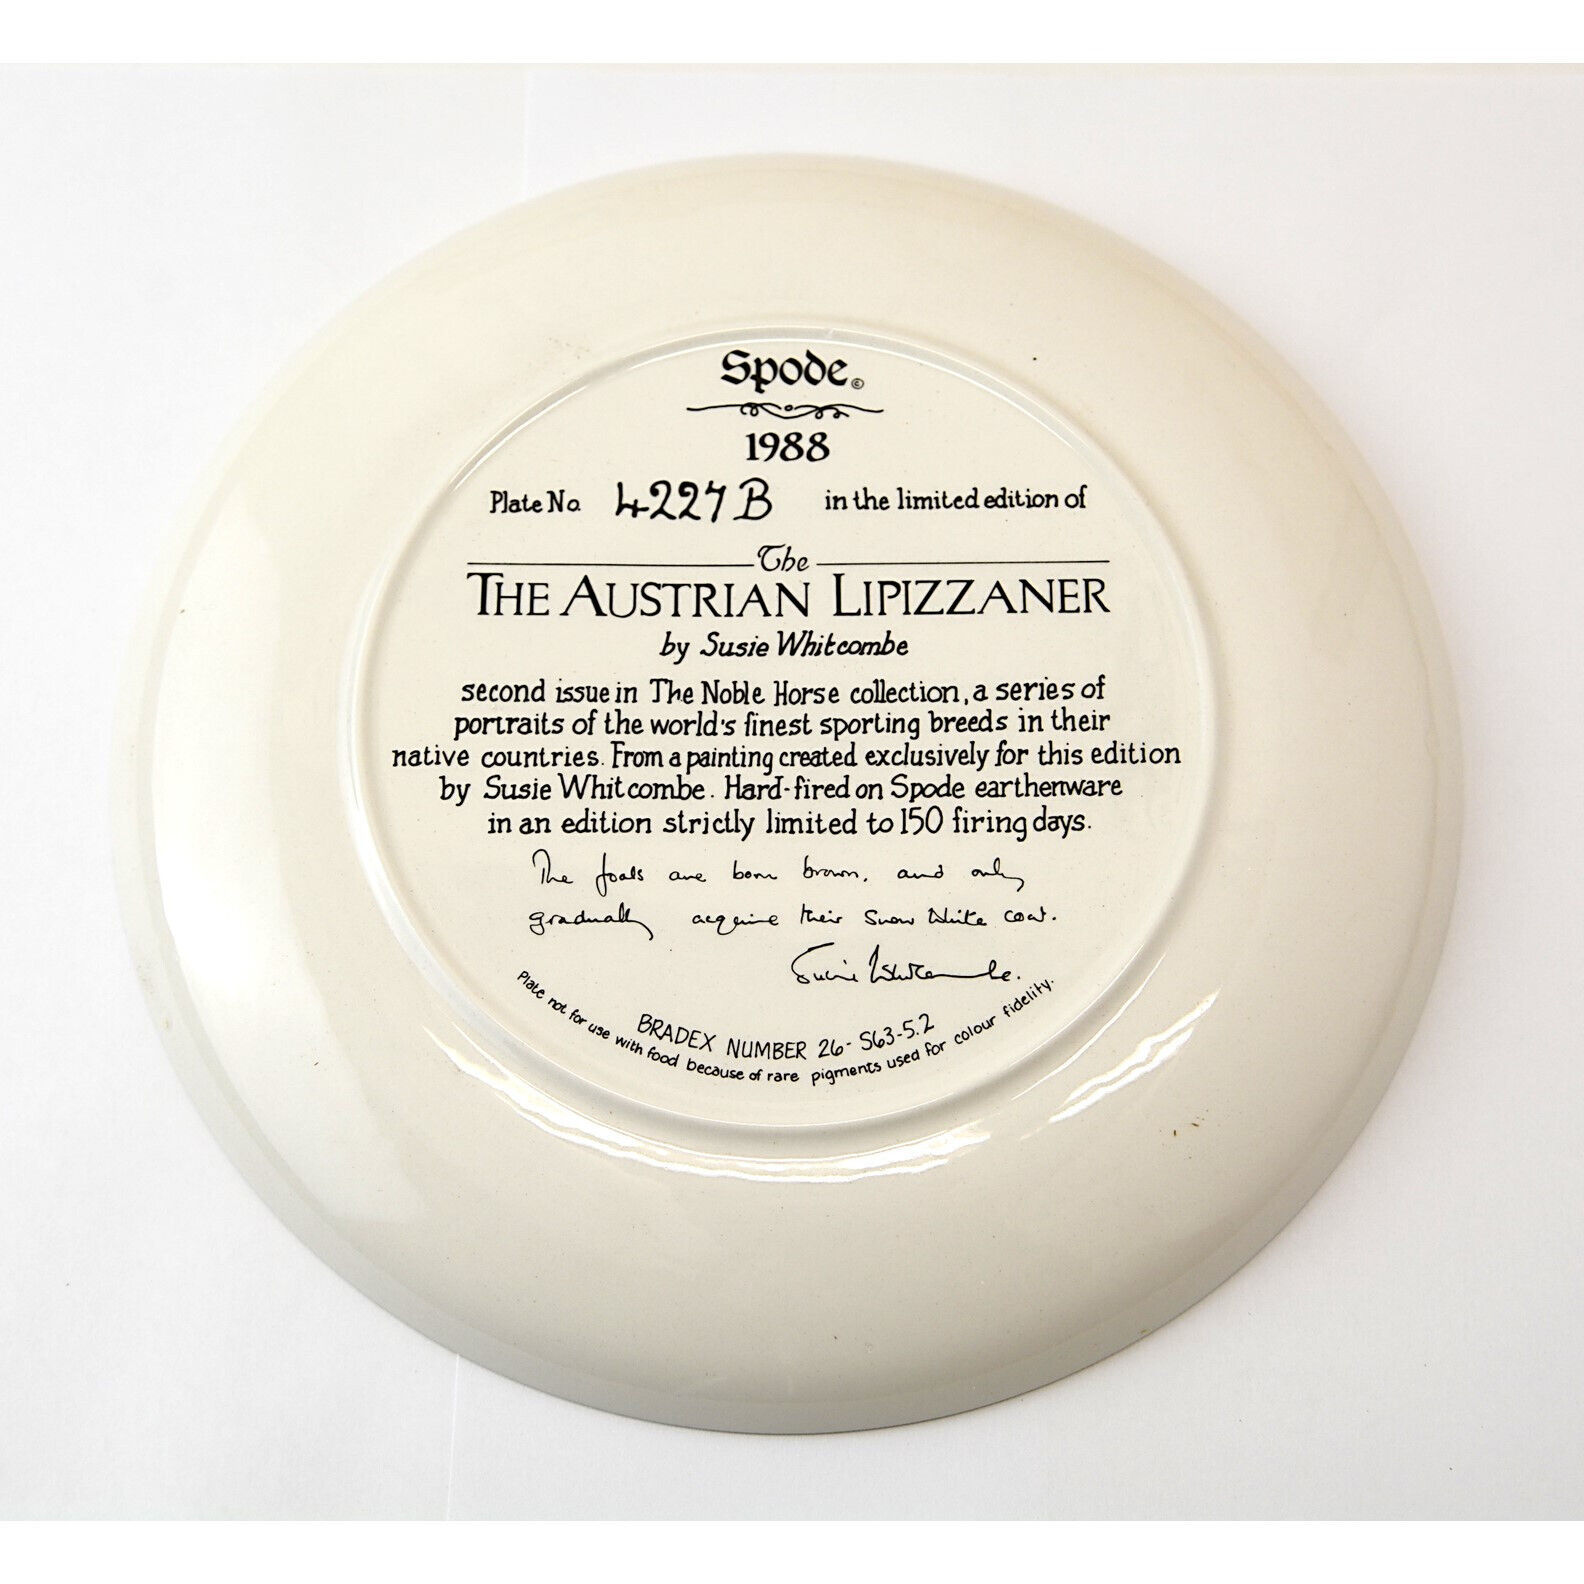 Spode ©
1988
Plate No. 4227B in the limited edition of
The
THE AUSTRIAN LIPIZZANER
by Susie Whitcombe
second issue in The Noble Horse collection, a series of
portraits of the world's finest sporting breeds in their
native countries. From a painting created exclusively for this edition
by Susie Whitcombe. Hard-fired on Spode earthenware
in an edition strictly limited to 150 firing days.
The foals are born brown, and only
gradually acquire their snow white coat.
Susie Whitcombe.
BRADEX NUMBER 26-S63-5.2
Plate not for use with food because of rare pigments used for colour fidelity.